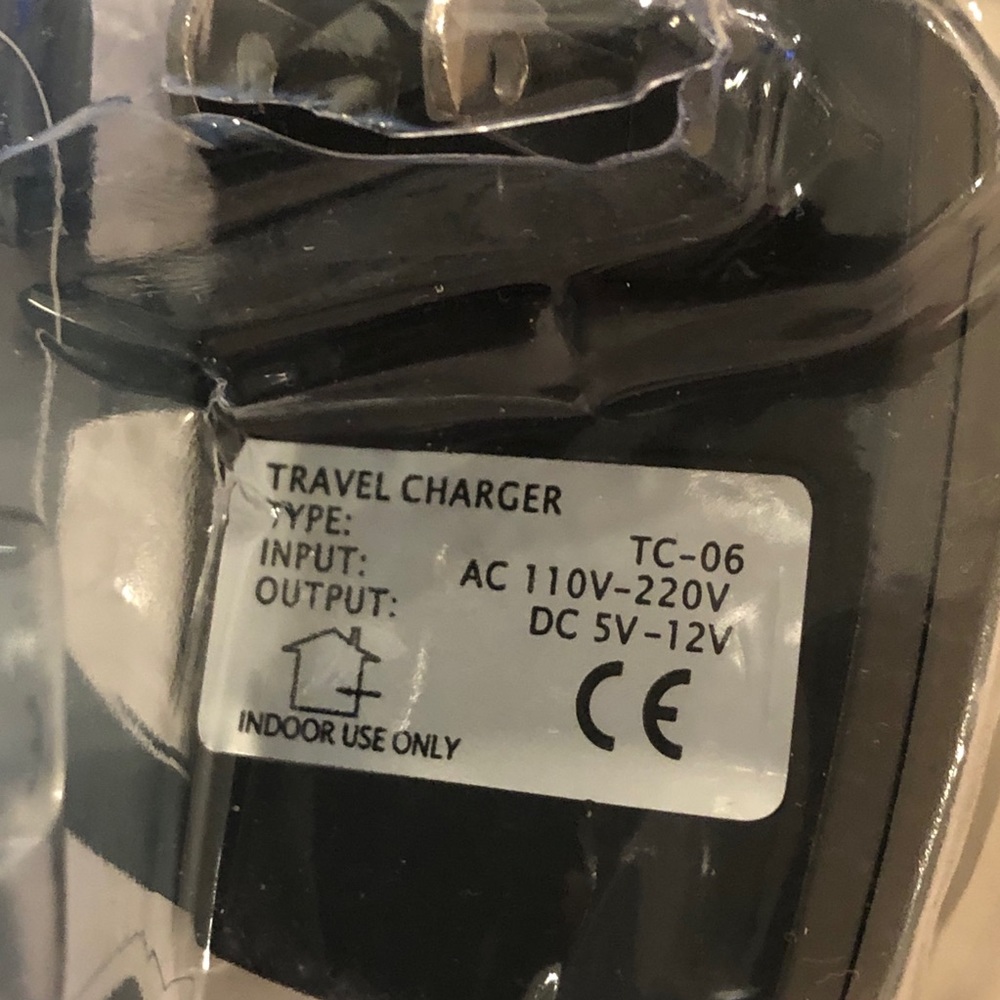 TRAVEL CHARGER
TYPE: TC-06
INPUT: AC 110V-220V
OUTPUT: DC 5V-12V
INDOOR USE ONLY
CE